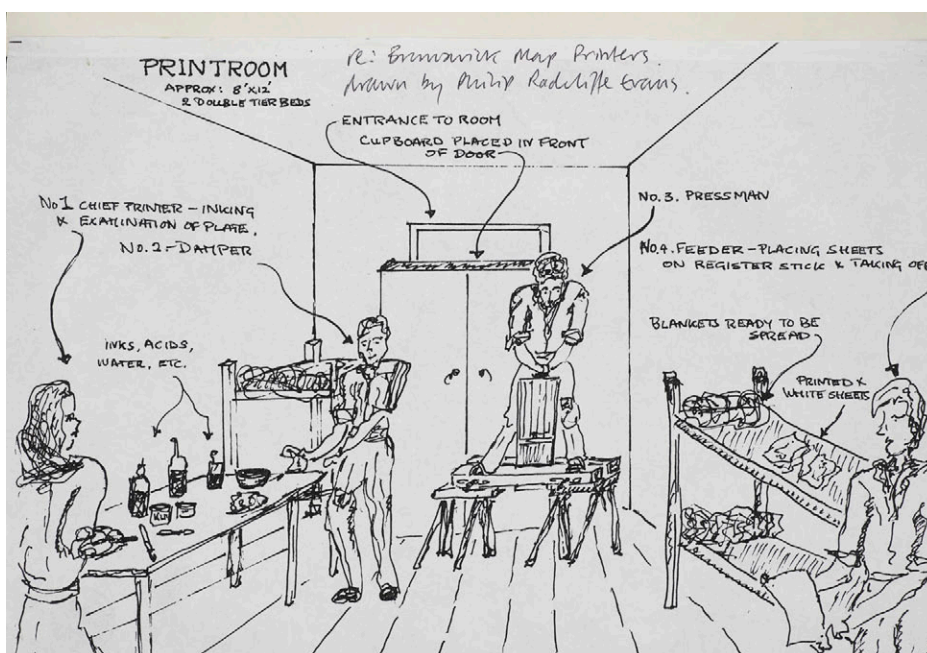 re: Brunswick Map Printers.
drawn by Philip Radcliffe Evans.
PRINTROOM
APPROX: 8'X12'
2 DOUBLE TIER BEDS
ENTRANCE TO ROOM
CUPBOARD PLACED IN FRONT
OF DOOR
No 1 CHIEF PRINTER - INKING
& EXAMINATION OF PLATE.
No. 2 - DAMPER
NO. 3. PRESSMAN
No. 4. FEEDER - PLACING SHEETS
ON REGISTER STICK & TAKING OFF
INKS, ACIDS,
WATER, ETC.
BLANKETS READY TO BE
SPREAD
PRINTED &
WHITE SHEETS